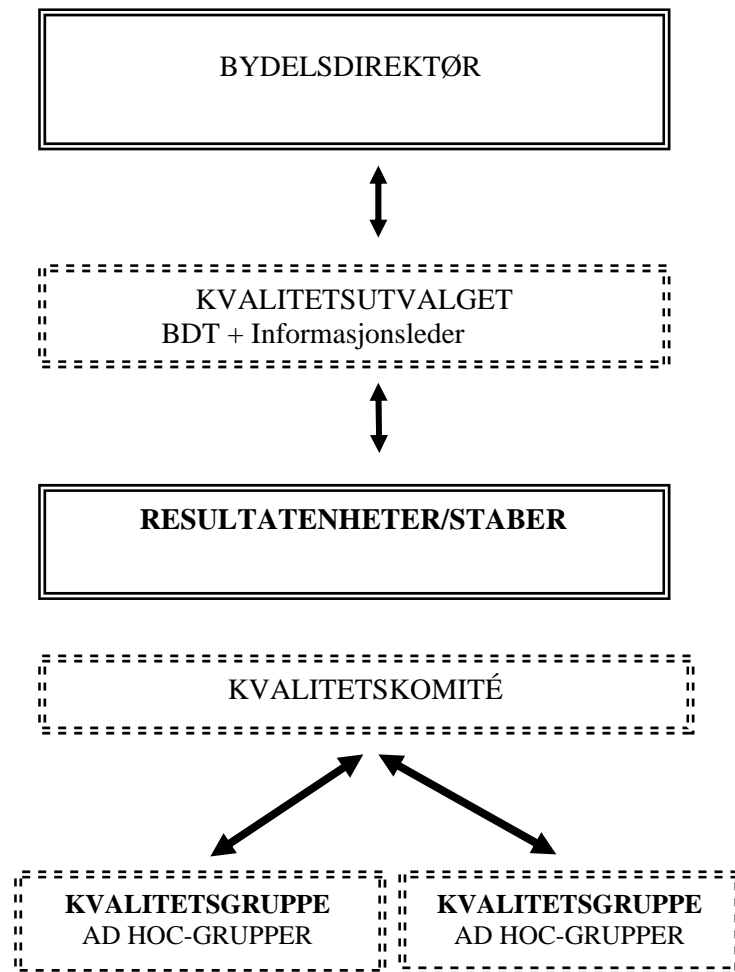 BYDELSDIREKTØR
KVALITETSUTVALGET
BDT + Informasjonsleder
RESULTATENHETER/STABER
KVALITETSKOMITÉ
KVALITETSGRUPPE
AD HOC-GRUPPER
KVALITETSGRUPPE
AD HOC-GRUPPER